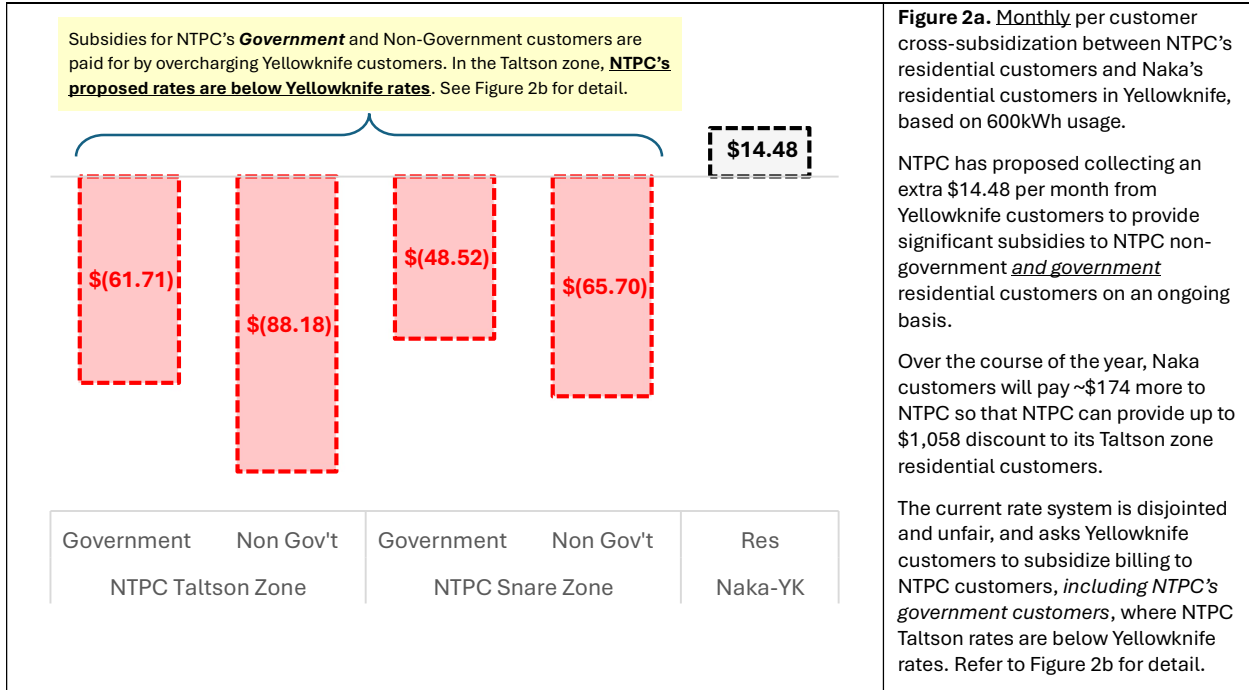 Subsidies for NTPC's Government and Non-Government customers are
paid for by overcharging Yellowknife customers. In the Taltson zone, NTPC's
proposed rates are below Yellowknife rates. See Figure 2b for detail.
$14.48
$(61.71)
$(88.18)
$(48.52)
$(65.70)
Government Non Gov't Government Non Gov't Res
NTPC Taltson Zone NTPC Snare Zone Naka-YK
Figure 2a. Monthly per customer
cross-subsidization between NTPC's
residential customers and Naka's
residential customers in Yellowknife,
based on 600kWh usage.
NTPC has proposed collecting an
extra $14.48 per month from
Yellowknife customers to provide
significant subsidies to NTPC non-
government and government
residential customers on an ongoing
basis.
Over the course of the year, Naka
customers will pay ~$174 more to
NTPC so that NTPC can provide up to
$1,058 discount to its Taltson zone
residential customers.
The current rate system is disjointed
and unfair, and asks Yellowknife
customers to subsidize billing to
NTPC customers, including NTPC's
government customers, where NTPC
Taltson rates are below Yellowknife
rates. Refer to Figure 2b for detail.